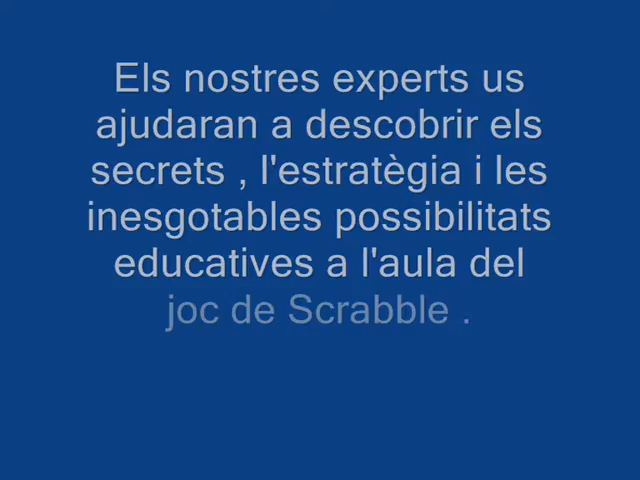 Els nostres experts us
ajudaran a descobrir els
secrets , l'estratègia i les
inesgotables possibilitats
educatives a l'aula del
joc de Scrabble .